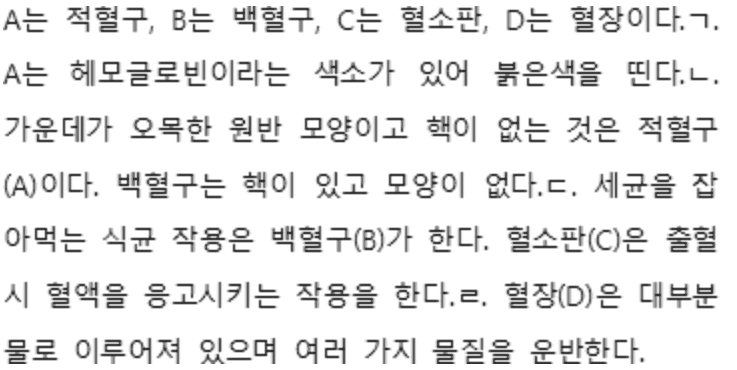 A는 적혈구, B는 백혈구, C는 혈소판, D는 혈장이다.ㄱ.
A는 헤모글로빈이라는 색소가 있어 붉은색을 띤다.ㄴ.
가운데가 오목한 원반 모양이고 핵이 없는 것은 적혈구
(A)이다. 백혈구는 핵이 있고 모양이 없다.ㄷ. 세균을 잡
아먹는 식균 작용은 백혈구(B)가 한다. 혈소판(C)은 출혈
시 혈액을 응고시키는 작용을 한다.ㄹ. 혈장(D)은 대부분
물로 이루어져 있으며 여러 가지 물질을 운반한다.